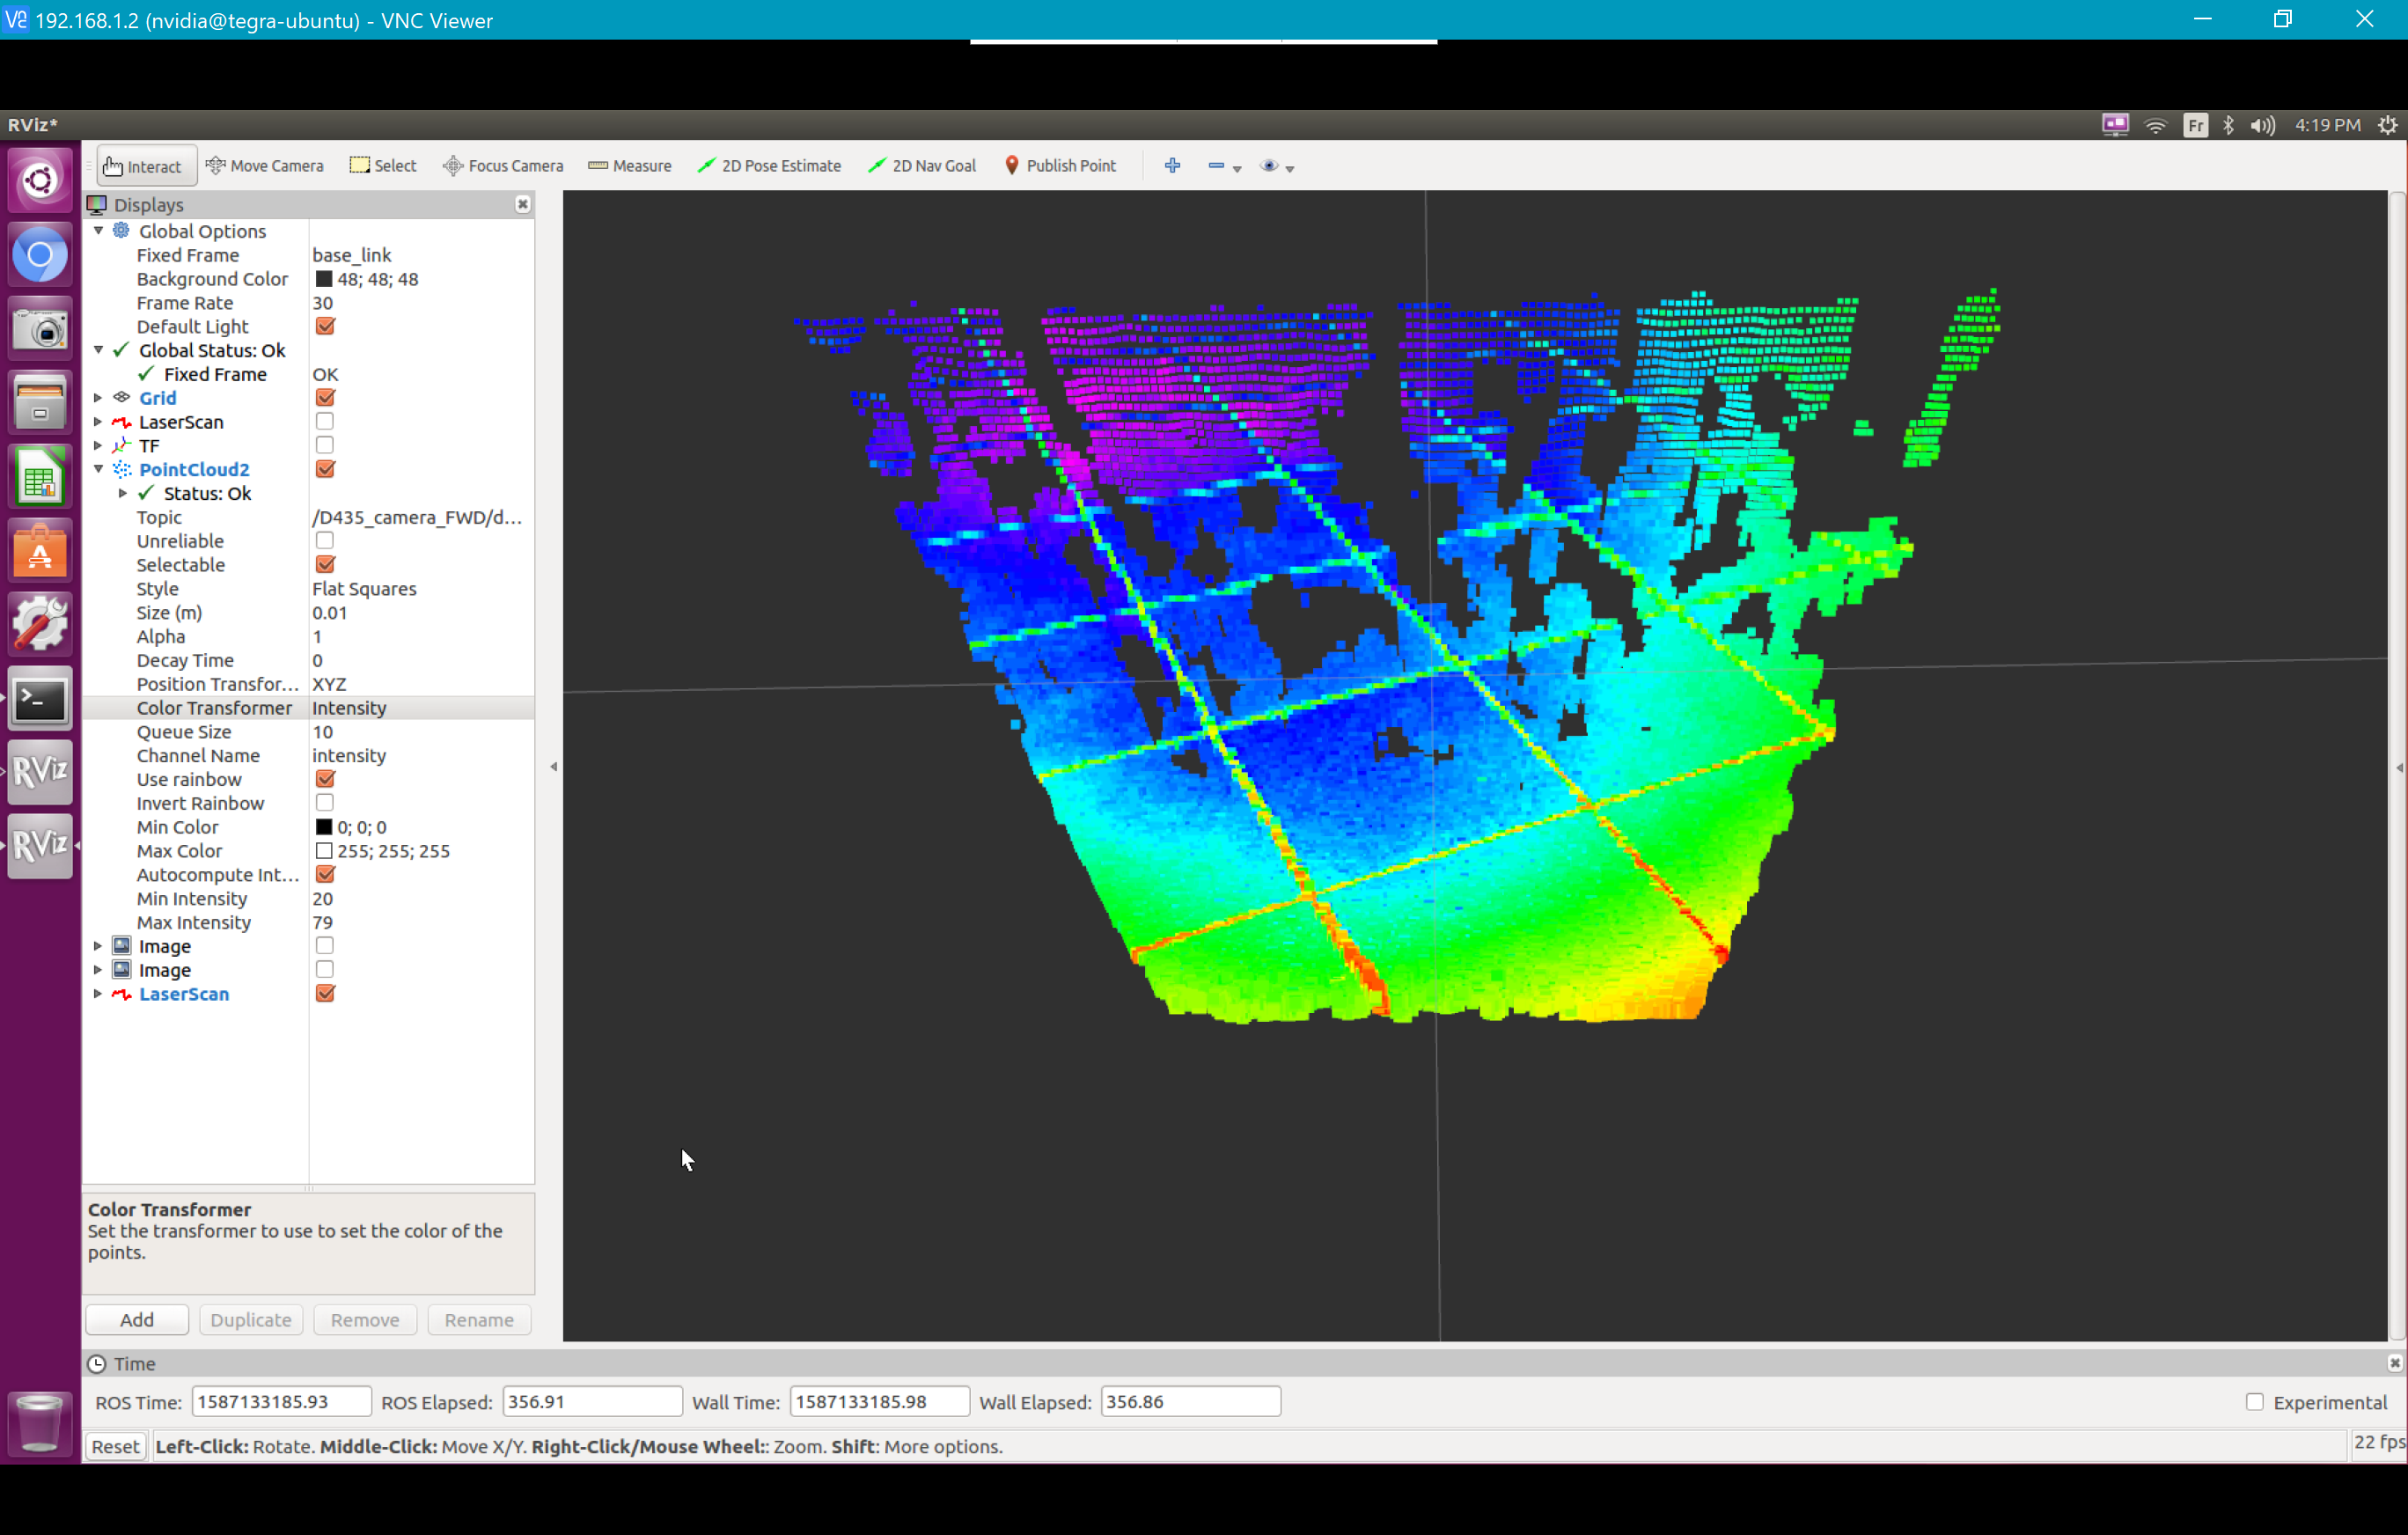 192.168.1.2 (nvidia@tegra-ubuntu) - VNC Viewer
RViz*
Fr
4:19 PM
Interact
Move Camera
Select
Focus Camera
Measure
2D Pose Estimate
2D Nav Goal
Publish Point
Displays
Global Options
Fixed Frame base_link
Background Color 48; 48; 48
Frame Rate 30
Default Light
Global Status: Ok
Fixed Frame OK
Grid
LaserScan
TF
PointCloud2
Status: Ok
Topic /D435_camera_FWD/d...
Unreliable
Selectable
Style Flat Squares
Size (m) 0.01
Alpha 1
Decay Time 0
Position Transfor... XYZ
Color Transformer Intensity
Queue Size 10
Channel Name intensity
Use rainbow
Invert Rainbow
Min Color 0; 0; 0
Max Color 255; 255; 255
Autocompute Int...
Min Intensity 20
Max Intensity 79
Image
Image
LaserScan
RViz
RViz
Color Transformer
Set the transformer to use to set the color of the
points.
Add Duplicate Remove Rename
Time
ROS Time: 1587133185.93 ROS Elapsed: 356.91 Wall Time: 1587133185.98 Wall Elapsed: 356.86 Experimental
Reset Left-Click: Rotate. Middle-Click: Move X/Y. Right-Click/Mouse Wheel:: Zoom. Shift: More options. 22 fps